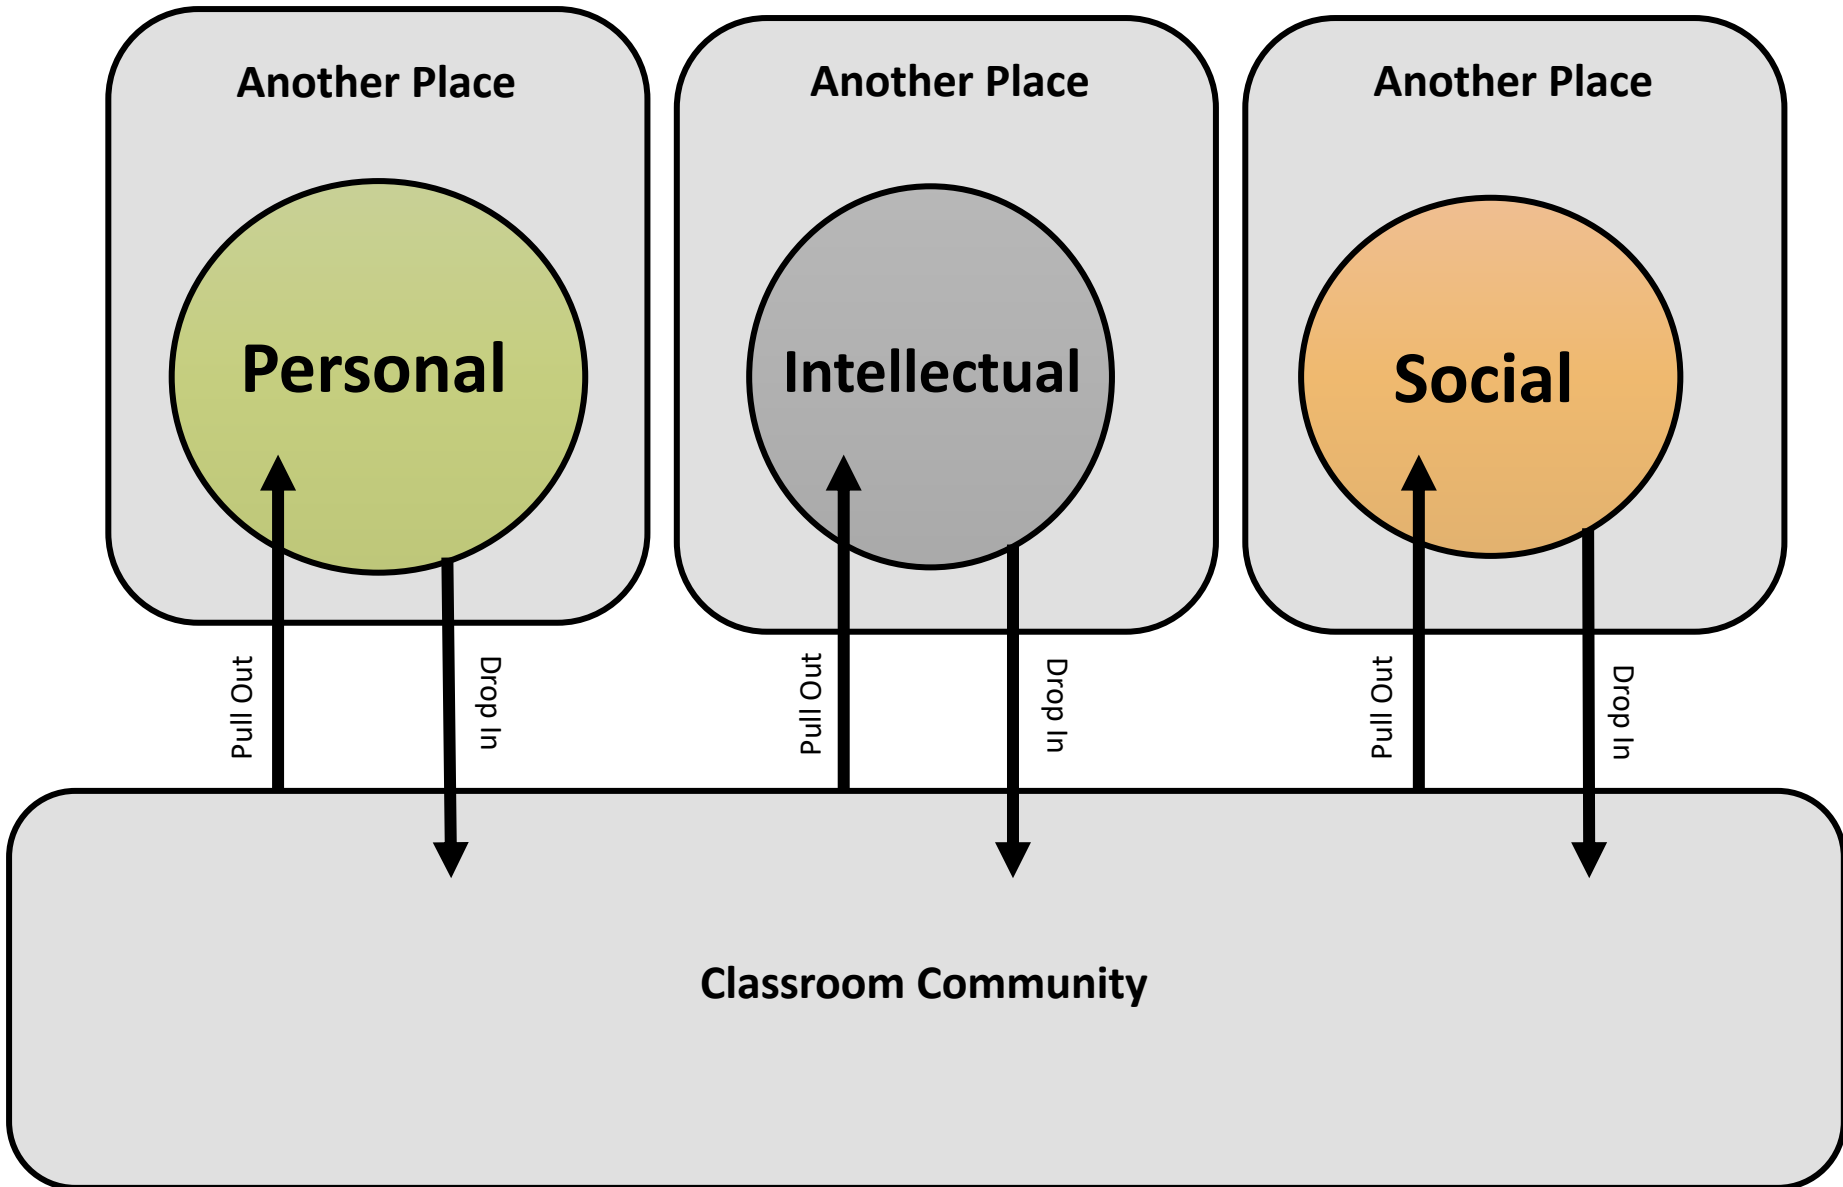 Another Place
Another Place
Another Place
Personal
Intellectual
Social
Pull Out
Drop In
Pull Out
Drop In
Pull Out
Drop In
Classroom Community